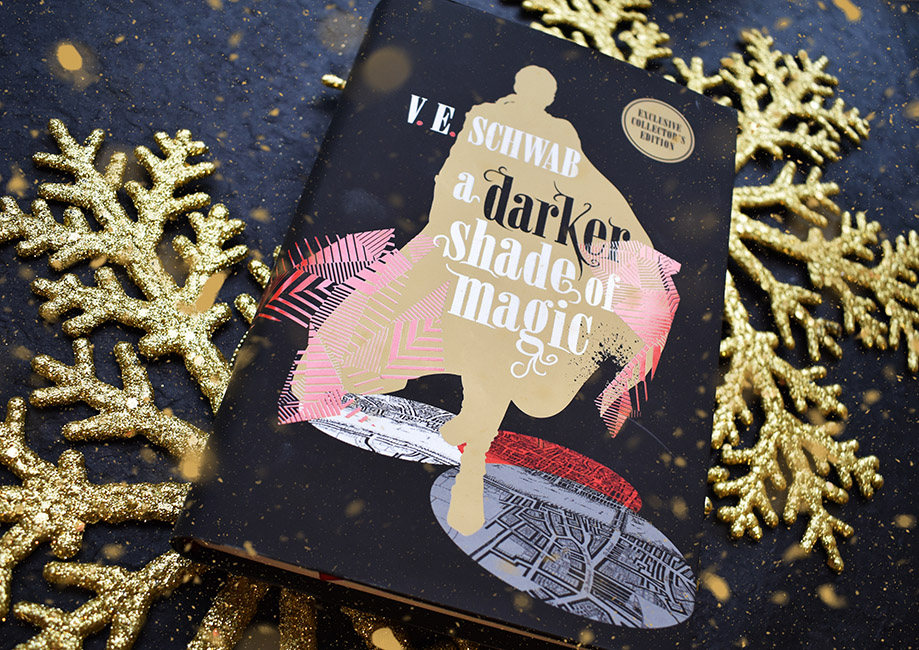 V. E. SCHWAB
a darker
shade of
magic
EXCLUSIVE
COLLECTOR'S
EDITION